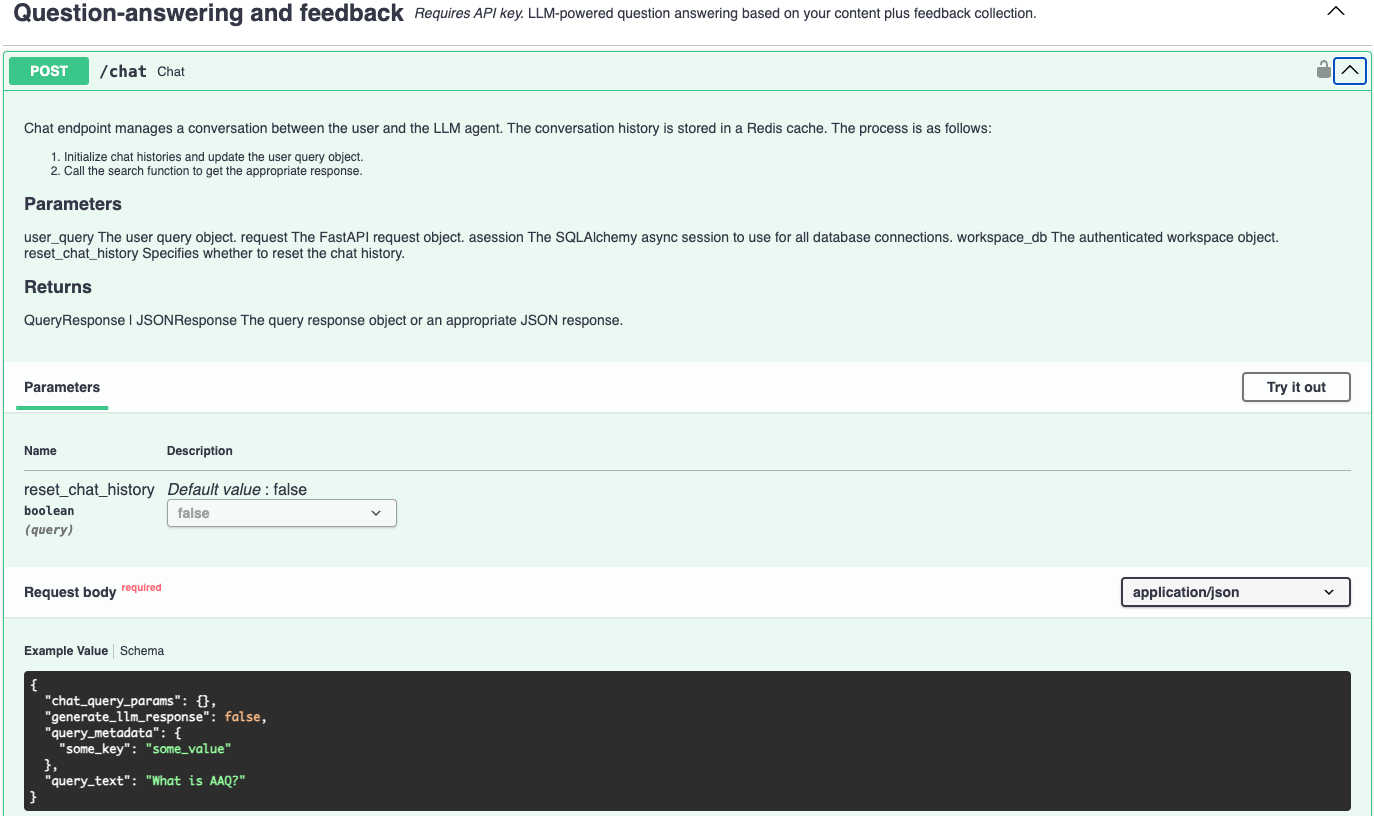 Question-answering and feedback Requires API key. LLM-powered question answering based on your content plus feedback collection.
POST /chat Chat
Chat endpoint manages a conversation between the user and the LLM agent. The conversation history is stored in a Redis cache. The process is as follows:
1. Initialize chat histories and update the user query object.
2. Call the search function to get the appropriate response.
Parameters
user_query The user query object. request The FastAPI request object. asession The SQLAlchemy async session to use for all database connections. workspace_db The authenticated workspace object.
reset_chat_history Specifies whether to reset the chat history.
Returns
QueryResponse | JSONResponse The query response object or an appropriate JSON response.
Parameters Try it out
Name Description
reset_chat_history Default value : false
boolean false
(query)
Request body required application/json
Example Value Schema
{
  "chat_query_params": {},
  "generate_llm_response": false,
  "query_metadata": {
    "some_key": "some_value"
  },
  "query_text": "What is AAQ?"
}